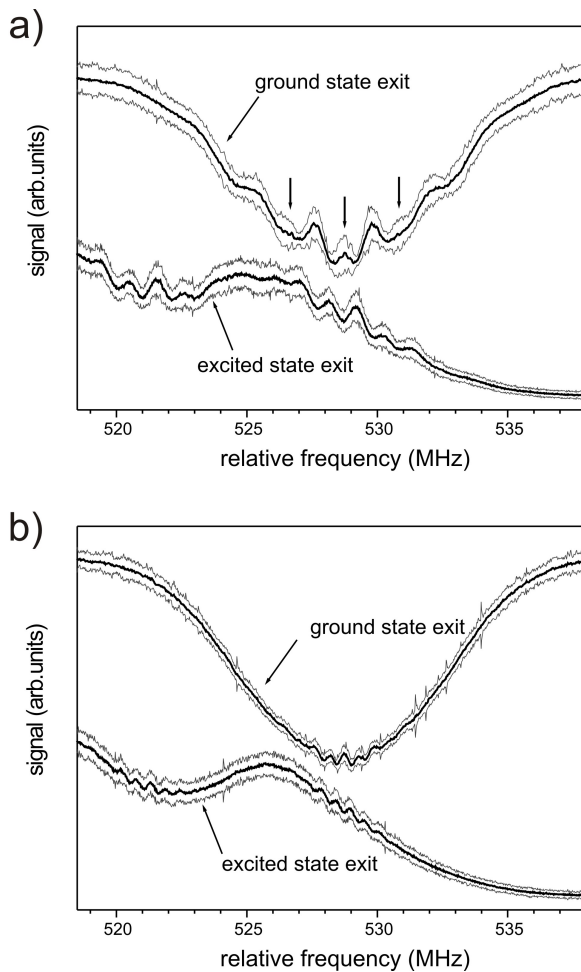 a)
ground state exit
signal (arb.units)
excited state exit
520 525 530 535
relative frequency (MHz)
b)
ground state exit
signal (arb.units)
excited state exit
520 525 530 535
relative frequency (MHz)